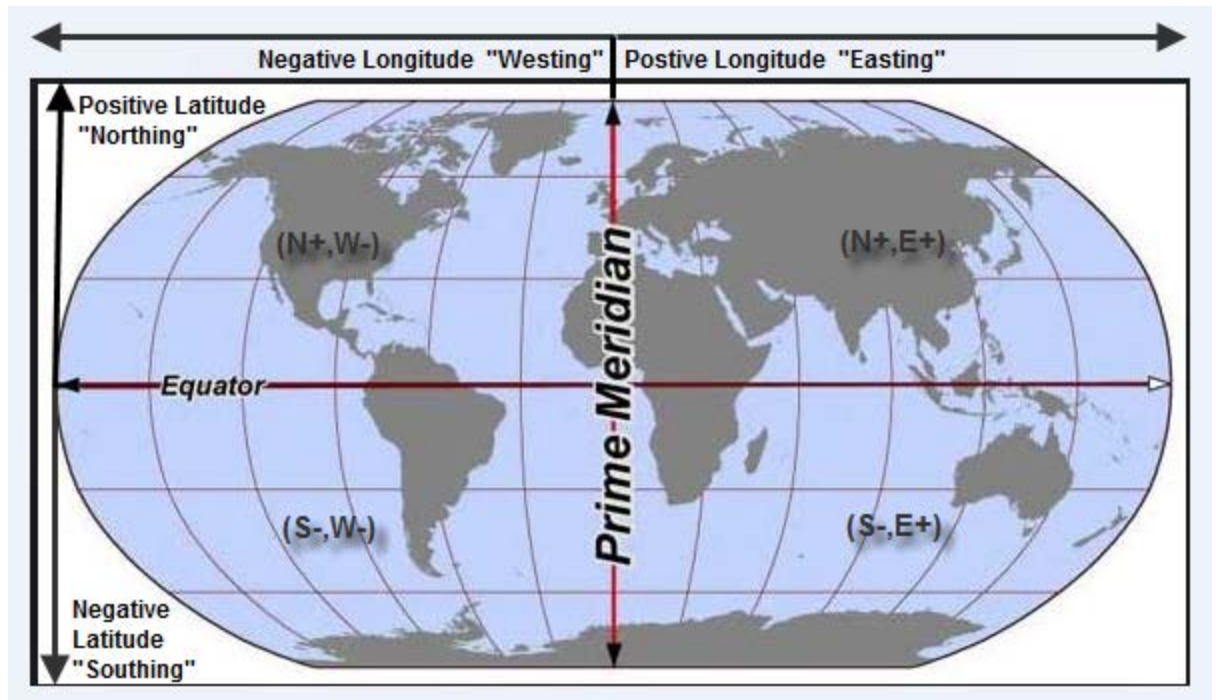 Negative Longitude "Westing"
Postive Longitude "Easting"
Positive Latitude
"Northing"
(N+,W-)
(N+,E+)
Prime Meridian
Equator
(S-,W-)
(S-,E+)
Negative
Latitude
"Southing"